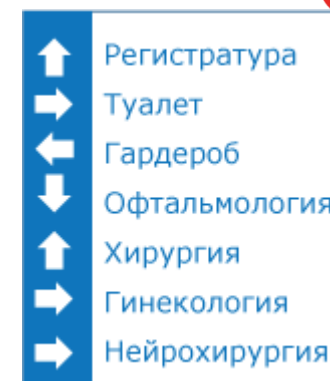 Регистратура
Туалет
Гардероб
Офтальмология
Хирургия
Гинекология
Нейрохирургия